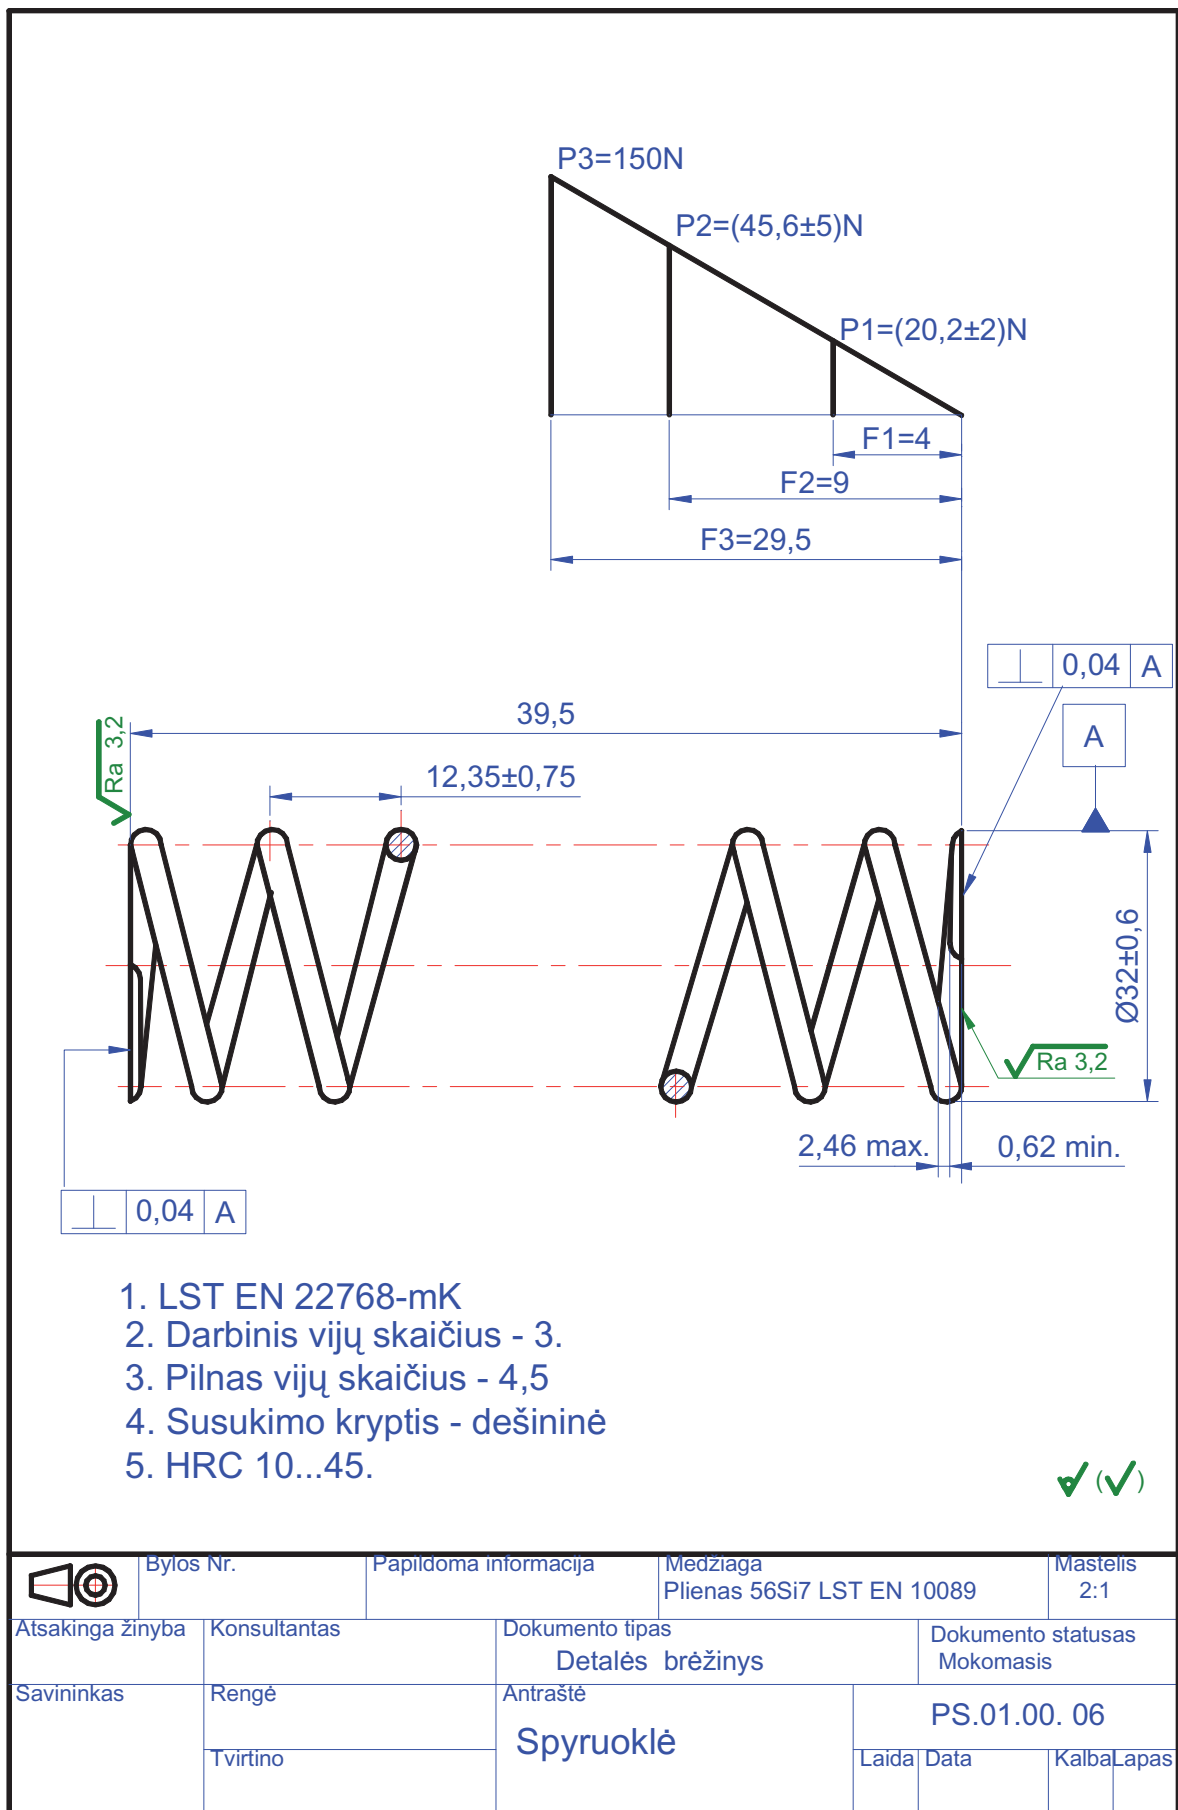 P3=150N
P2=(45,6±5)N
P1=(20,2±2)N
F1=4
F2=9
F3=29,5
0,04 A
A
39,5
12,35±0,75
Ra 3,2
Ø32±0,6
Ra 3,2
2,46 max.
0,62 min.
0,04 A
1. LST EN 22768-mK
2. Darbinis vijų skaičius - 3.
3. Pilnas vijų skaičius - 4,5
4. Susukimo kryptis - dešininė
5. HRC 10...45.
Bylos Nr.
Papildoma informacija
Medžiaga
Plienas 56Si7 LST EN 10089
Mastelis
2:1
Atsakinga žinyba
Konsultantas
Dokumento tipas
Detalės brėžinys
Dokumento statusas
Mokomasis
Savininkas
Rengė
Antraštė
Spyruoklė
PS.01.00. 06
Tvirtino
Laida
Data
Kalba
Lapas